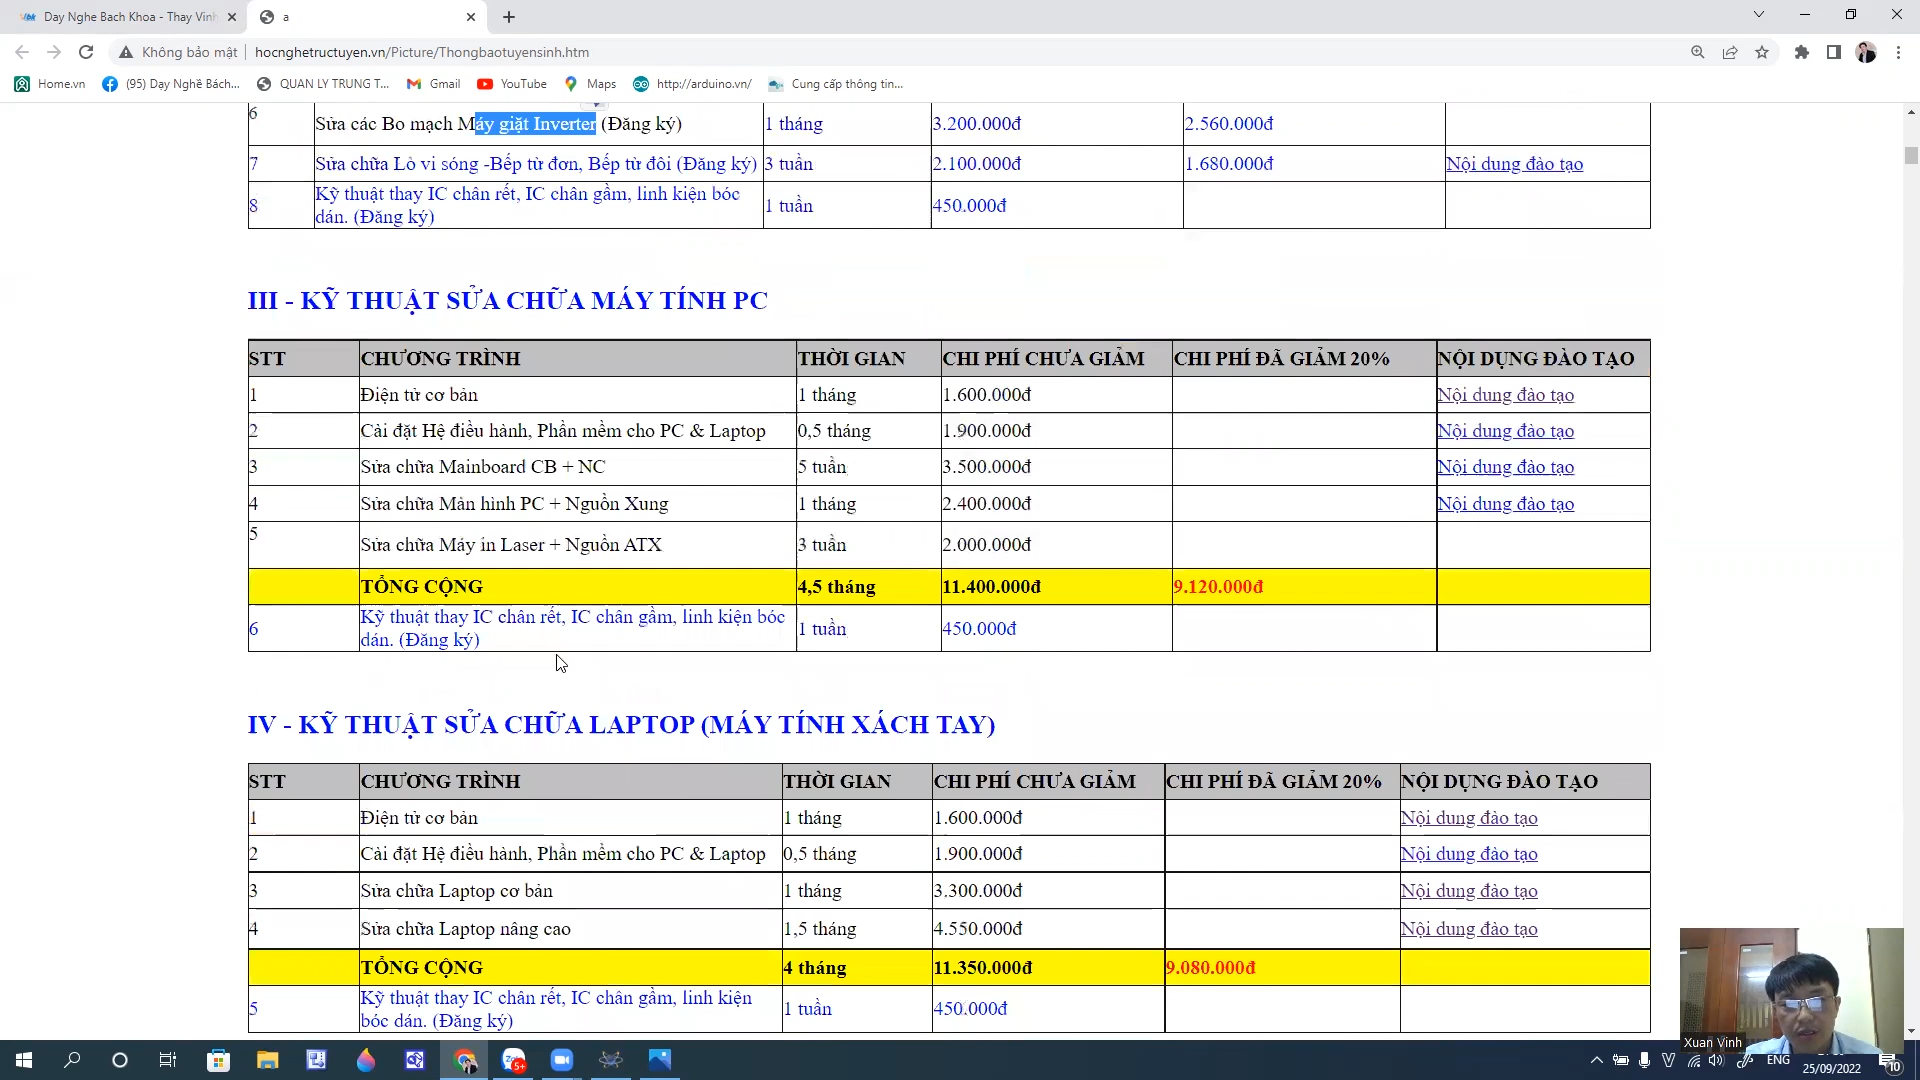 Day Nghe Bach Khoa - Thay Vinh
a
Không bảo mật
hocnghetructuyen.vn/Picture/Thongbaotuyensinh.htm
Home.vn
(95) Dạy Nghề Bách...
QUAN LY TRUNG T...
Gmail
YouTube
Maps
http://arduino.vn/
Cung cấp thông tin...
6 Sửa các Bo mạch Máy giặt Inverter (Đăng ký) 1 tháng 3.200.000đ 2.560.000đ
7 Sửa chữa Lò vi sóng -Bếp từ đơn, Bếp từ đôi (Đăng ký) 3 tuần 2.100.000đ 1.680.000đ Nội dung đào tạo
8 Kỹ thuật thay IC chân rết, IC chân gầm, linh kiện bóc
dán. (Đăng ký) 1 tuần 450.000đ
III - KỸ THUẬT SỬA CHỮA MÁY TÍNH PC
STT CHƯƠNG TRÌNH THỜI GIAN CHI PHÍ CHƯA GIẢM CHI PHÍ ĐÃ GIẢM 20% NỘI DỤNG ĐÀO TẠO
1 Điện tử cơ bản 1 tháng 1.600.000đ Nội dung đào tạo
2 Cài đặt Hệ điều hành, Phần mềm cho PC & Laptop 0,5 tháng 1.900.000đ Nội dung đào tạo
3 Sửa chữa Mainboard CB + NC 5 tuần 3.500.000đ Nội dung đào tạo
4 Sửa chữa Màn hình PC + Nguồn Xung 1 tháng 2.400.000đ Nội dung đào tạo
5 Sửa chữa Máy in Laser + Nguồn ATX 3 tuần 2.000.000đ
TỔNG CỘNG 4,5 tháng 11.400.000đ 9.120.000đ
6 Kỹ thuật thay IC chân rết, IC chân gầm, linh kiện bóc
dán. (Đăng ký) 1 tuần 450.000đ
IV - KỸ THUẬT SỬA CHỮA LAPTOP (MÁY TÍNH XÁCH TAY)
STT CHƯƠNG TRÌNH THỜI GIAN CHI PHÍ CHƯA GIẢM CHI PHÍ ĐÃ GIẢM 20% NỘI DỤNG ĐÀO TẠO
1 Điện tử cơ bản 1 tháng 1.600.000đ Nội dung đào tạo
2 Cài đặt Hệ điều hành, Phần mềm cho PC & Laptop 0,5 tháng 1.900.000đ Nội dung đào tạo
3 Sửa chữa Laptop cơ bản 1 tháng 3.300.000đ Nội dung đào tạo
4 Sửa chữa Laptop nâng cao 1,5 tháng 4.550.000đ Nội dung đào tạo
TỔNG CỘNG 4 tháng 11.350.000đ 9.080.000đ
5 Kỹ thuật thay IC chân rết, IC chân gầm, linh kiện
bóc dán. (Đăng ký) 1 tuần 450.000đ
Xuan Vinh
5+
ENG
25/09/2022
10